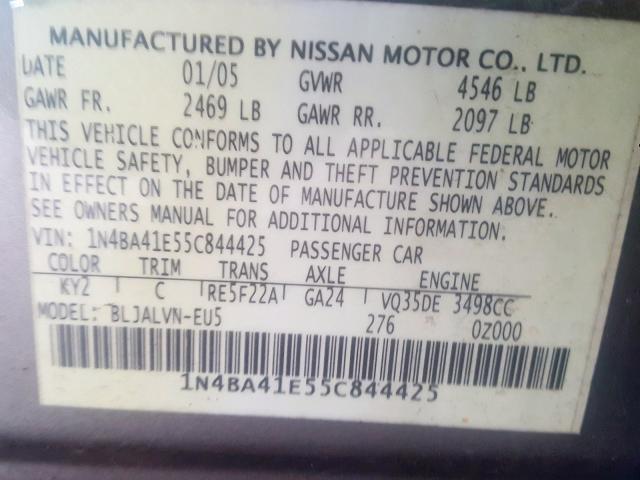 MANUFACTURED BY NISSAN MOTOR CO., LTD.
DATE 01/05 GVWR 4546 LB
GAWR FR. 2469 LB GAWR RR. 2097 LB
THIS VEHICLE CONFORMS TO ALL APPLICABLE FEDERAL MOTOR
VEHICLE SAFETY, BUMPER AND THEFT PREVENTION STANDARDS
IN EFFECT ON THE DATE OF MANUFACTURE SHOWN ABOVE.
SEE OWNERS MANUAL FOR ADDITIONAL INFORMATION.
VIN: 1N4BA41E55C844425 PASSENGER CAR
COLOR TRIM TRANS AXLE ENGINE
KY2 C RE5F22A GA24 VQ35DE 3498CC
MODEL: BLJALVN-EU5 276 0Z000
1N4BA41E55C844425